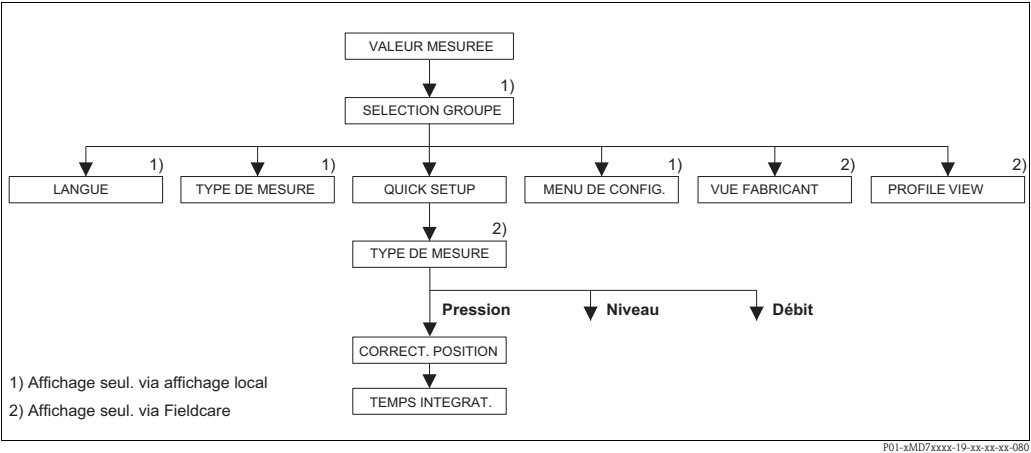 VALEUR MESUREE
1)
SELECTION GROUPE
1)
1)
1)
2)
2)
LANGUE
TYPE DE MESURE
QUICK SETUP
MENU DE CONFIG.
VUE FABRICANT
PROFILE VIEW
2)
TYPE DE MESURE
Pression
Niveau
Débit
CORRECT. POSITION
TEMPS INTEGRAT.
1) Affichage seul. via affichage local
2) Affichage seul. via Fieldcare
P01-xMD7xxxx-19-xx-xx-xx-080